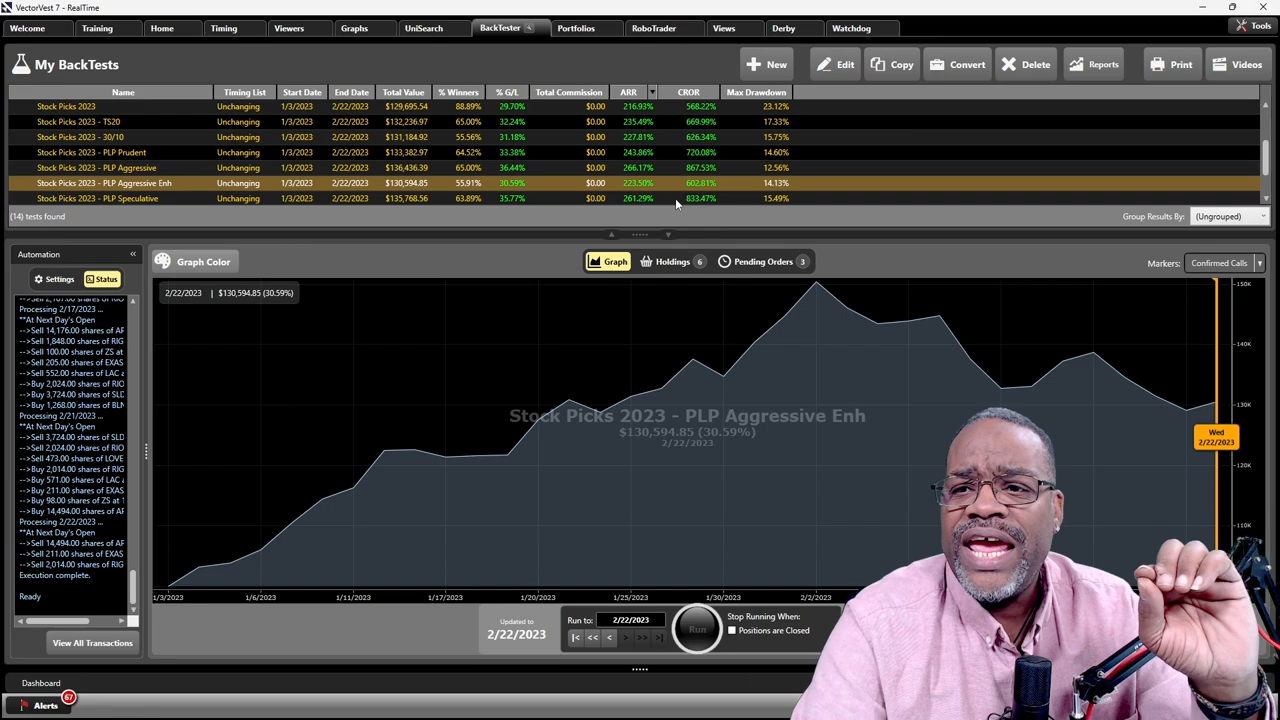 VectorVest 7 - RealTime
Welcome Training Home Timing Viewers Graphs UniSearch BackTester Portfolios RoboTrader Views Derby Watchdog Tools
My BackTests New Edit Copy Convert Delete Reports Print Videos
Name Timing List Start Date End Date Total Value % Winners % G/L Total Commission ARR CROR Max Drawdown
Stock Picks 2023 Unchanging 1/3/2023 2/22/2023 $129,695.54 88.89% 29.70% $0.00 216.93% 568.22% 23.12%
Stock Picks 2023 - TS20 Unchanging 1/3/2023 2/22/2023 $132,236.97 65.00% 32.24% $0.00 235.49% 669.99% 22.52%
Stock Picks 2023 - 30/10 Unchanging 1/3/2023 2/22/2023 $131,184.92 55.56% 31.18% $0.00 227.81% 626.34% 15.75%
Stock Picks 2023 - PLP Prudent Unchanging 1/3/2023 2/22/2023 $133,382.97 64.52% 33.38% $0.00 243.86% 720.08% 14.60%
Stock Picks 2023 - PLP Aggressive Unchanging 1/3/2023 2/22/2023 $136,436.39 65.00% 36.44% $0.00 266.17% 867.53% 12.56%
Stock Picks 2023 - PLP Aggressive Enh Unchanging 1/3/2023 2/22/2023 $130,594.85 55.91% 30.59% $0.00 223.50% 602.81% 14.13%
Stock Picks 2023 - PLP Speculative Unchanging 1/3/2023 2/22/2023 $135,768.56 63.89% 35.77% $0.00 261.29% 833.47% 15.49%
(14) tests found Group Results By: (Ungrouped)
Automation Graph Color Graph Holdings 6 Pending Orders 3 Markers: Confirmed Calls
Settings Status
2/22/2023 | $130,594.85 (30.59%)
Processing 2/17/2023 ...
**At Next Day's Open
-->Sell 14,176.00 shares of AF
-->Sell 1,848.00 shares of RIG
-->Sell 100.00 shares of ZS at
-->Sell 205.00 shares of EXAS
-->Sell 552.00 shares of LAC a
-->Buy 2,024.00 shares of RIO
-->Buy 3,724.00 shares of SLD
-->Buy 1,268.00 shares of BLN
Processing 2/21/2023 ...
**At Next Day's Open
-->Sell 3,724.00 shares of SLD
-->Sell 2,024.00 shares of RIO
-->Sell 473.00 shares of LOVE
-->Buy 2,014.00 shares of RIG
-->Buy 571.00 shares of LAC a
-->Buy 211.00 shares of EXAS
-->Buy 98.00 shares of ZS at 1
-->Buy 14,494.00 shares of AF
Processing 2/22/2023 ...
**At Next Day's Open
-->Sell 14,494.00 shares of AF
-->Sell 211.00 shares of EXAS
-->Sell 2,014.00 shares of RIG
Execution complete.
Ready
View All Transactions
Stock Picks 2023 - PLP Aggressive Enh
$130,594.85 (30.59%)
2/22/2023
150K
140K
130K
Wed
2/22/2023
120K
110K
1/3/2023 1/6/2023 1/11/2023 1/17/2023 1/20/2023 1/25/2023 1/30/2023 2/2/2023
Updated to
2/22/2023
Run to: 2/22/2023
Run
Stop Running When:
Positions are Closed
Dashboard
Alerts 67